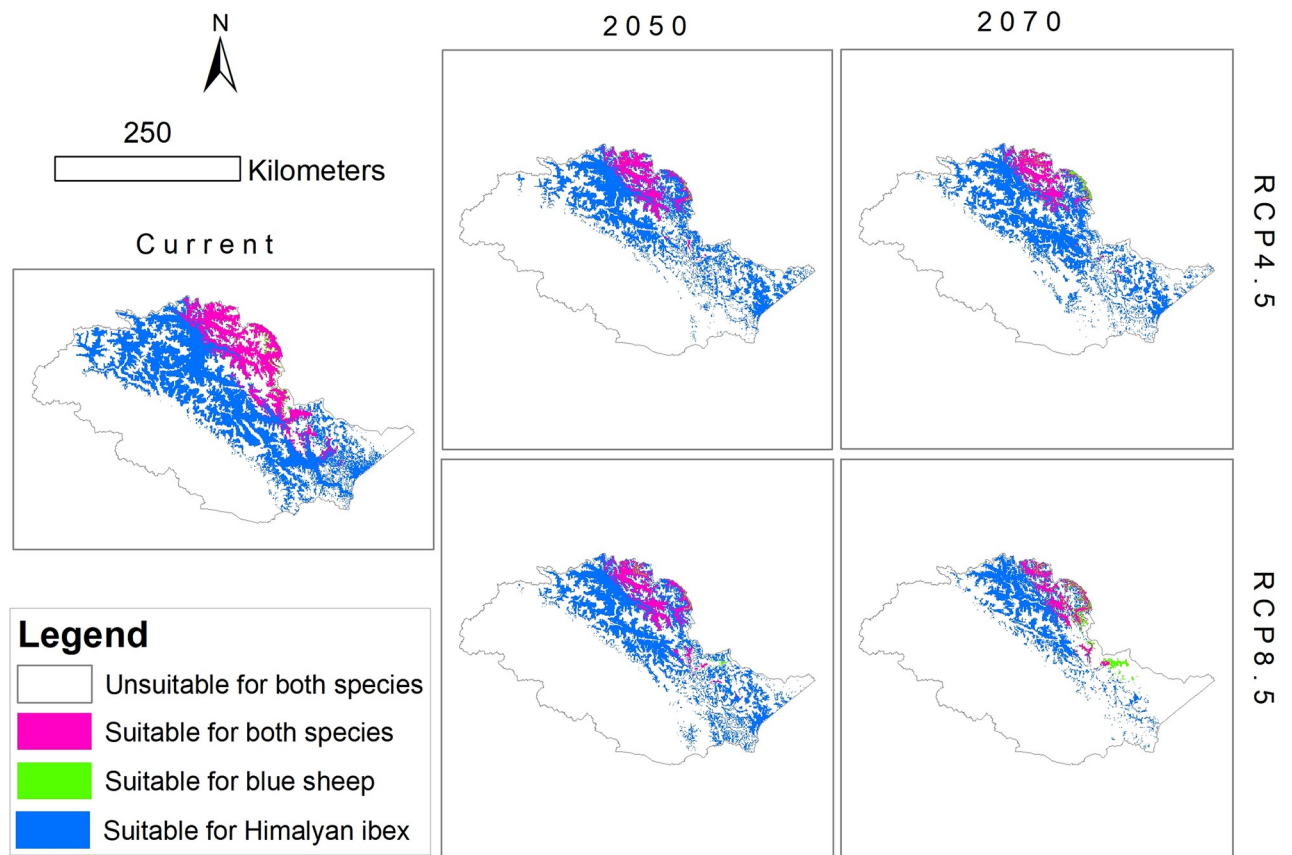 N
250
Kilometers
Current
2050
2070
RCP4.5
RCP8.5
Legend
Unsuitable for both species
Suitable for both species
Suitable for blue sheep
Suitable for Himalyan ibex